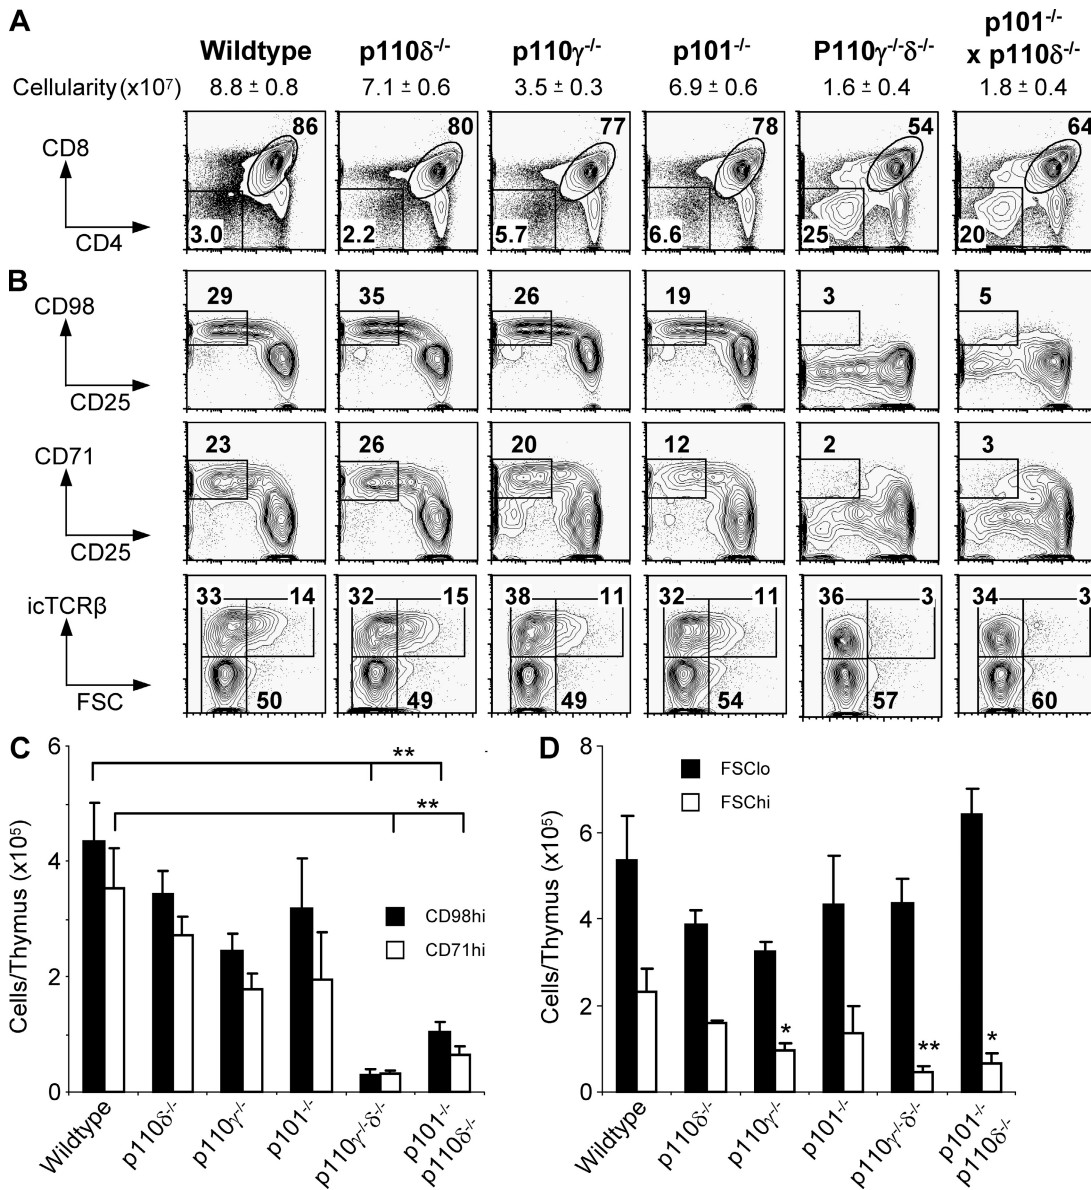 A
Wildtype p110δ-/- p110γ-/- p101-/- P110γ-/-δ-/- p101-/- x p110δ-/-
Cellularity (x10⁷) 8.8 ± 0.8 7.1 ± 0.6 3.5 ± 0.3 6.9 ± 0.6 1.6 ± 0.4 1.8 ± 0.4
CD8
86 80 77 78 54 64
3.0 2.2 5.7 6.6 25 20
CD4
B
CD98
29 35 26 19 3 5
CD25
CD71
23 26 20 12 2 3
CD25
icTCRβ
33 14 32 15 38 11 32 11 36 3 34 3
50 49 49 54 57 60
FSC
C
Cells/Thymus (x10⁵)
6
4
2
0
**
**
CD98hi
CD71hi
Wildtype
p110δ-/-
p110γ-/-
p101-/-
p110γ-/-δ-/-
p101-/-
p110δ-/-
D
Cells/Thymus (x10⁵)
8
6
4
2
0
FSClo
FSChi
*
**
*
Wildtype
p110δ-/-
p110γ-/-
p101-/-
p110γ-/-δ-/-
p101-/-
p110δ-/-